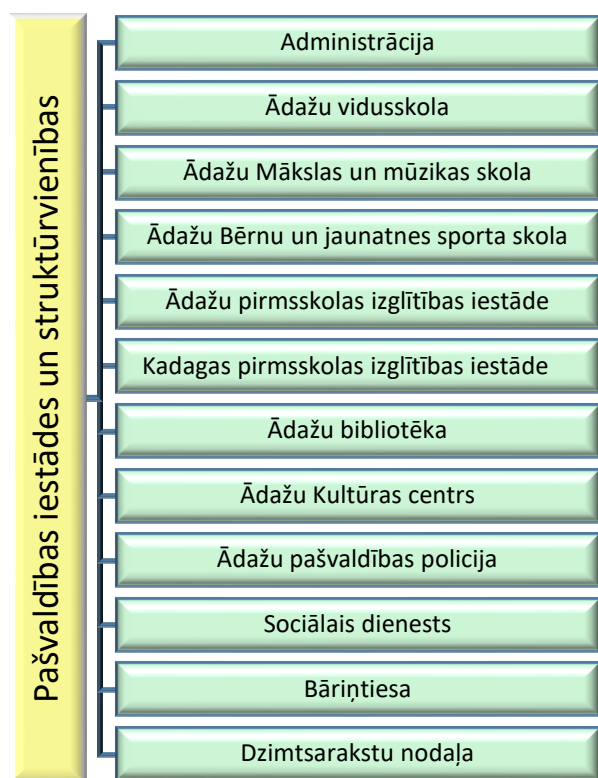 Pašvaldības iestādes un struktūrvienības
Administrācija
Ādažu vidusskola
Ādažu Mākslas un mūzikas skola
Ādažu Bērnu un jaunatnes sporta skola
Ādažu pirmsskolas izglītības iestāde
Kadagas pirmsskolas izglītības iestāde
Ādažu bibliotēka
Ādažu Kultūras centrs
Ādažu pašvaldības policija
Sociālais dienests
Bāriņtiesa
Dzimtsarakstu nodaļa